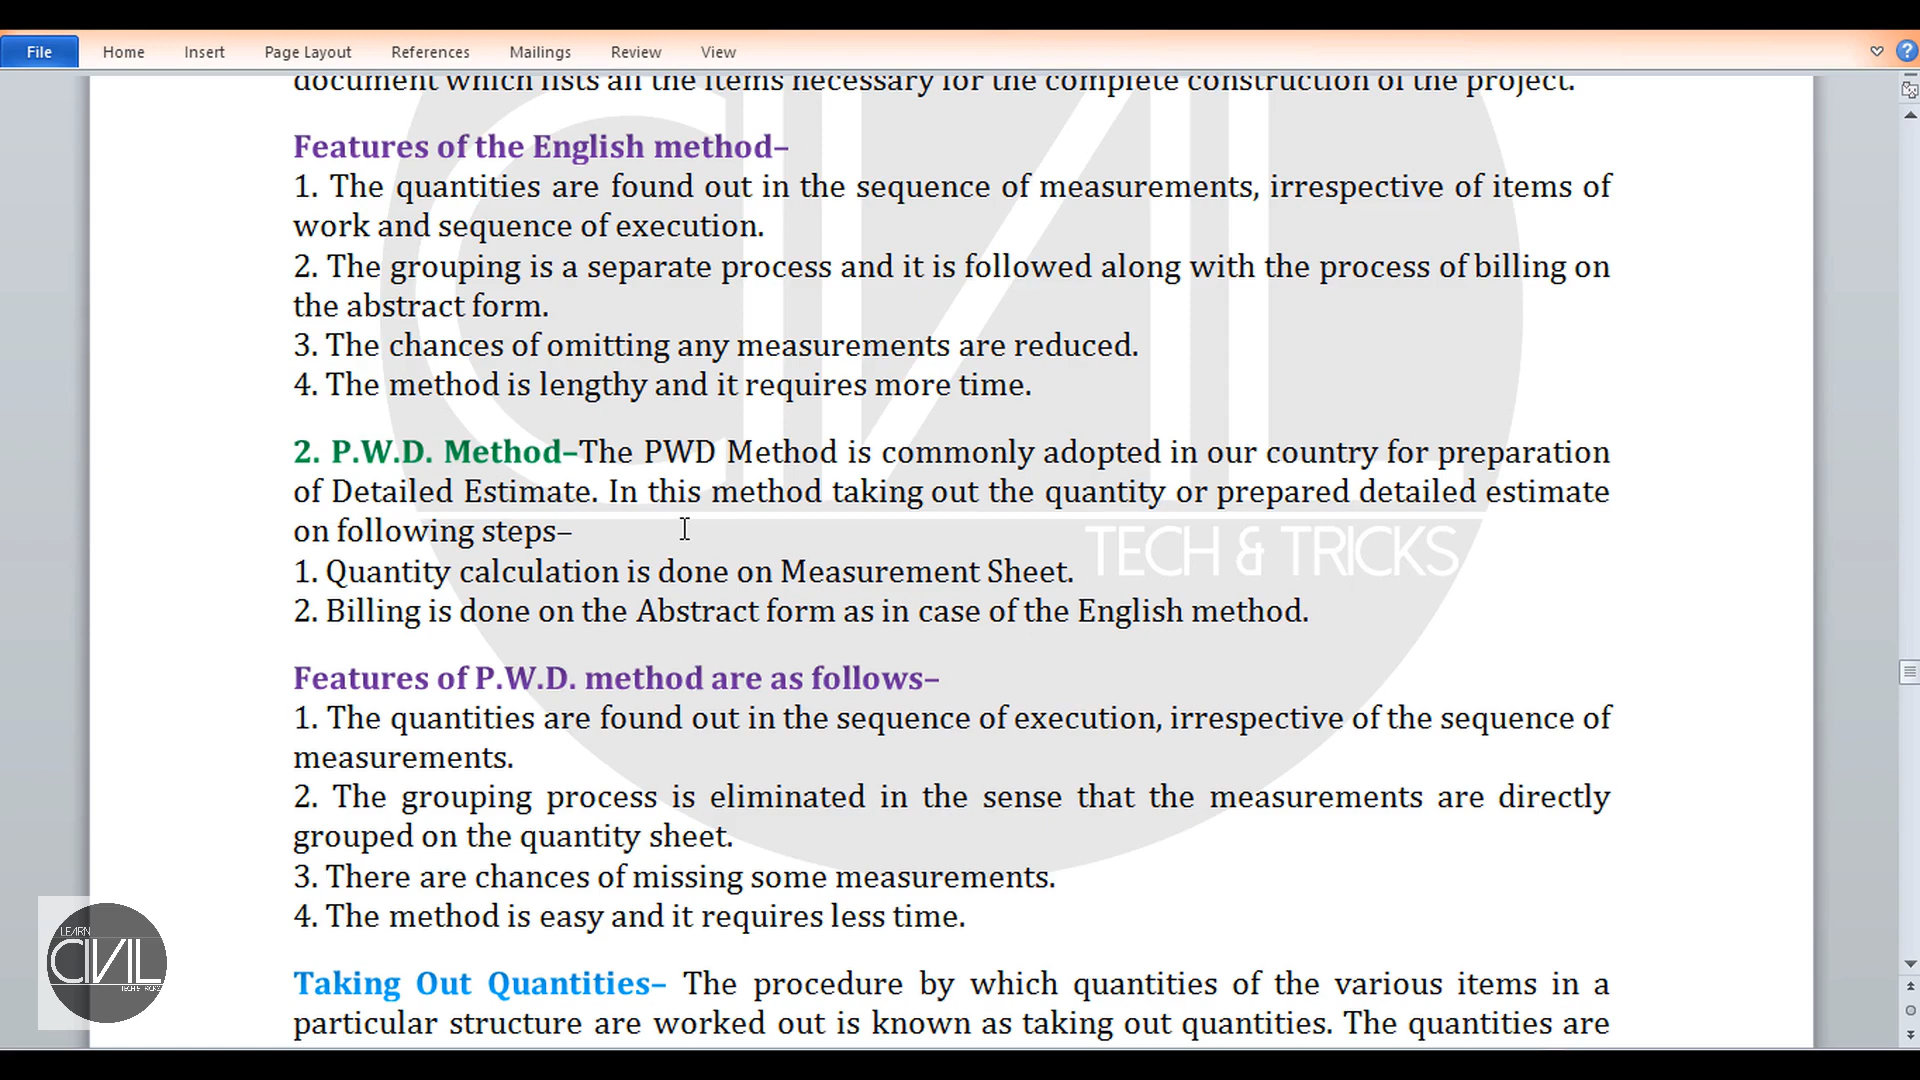 File Home Insert Page Layout References Mailings Review View
document which lists all the items necessary for the complete construction of the project.
Features of the English method–
1. The quantities are found out in the sequence of measurements, irrespective of items of
work and sequence of execution.
2. The grouping is a separate process and it is followed along with the process of billing on
the abstract form.
3. The chances of omitting any measurements are reduced.
4. The method is lengthy and it requires more time.
2. P.W.D. Method–The PWD Method is commonly adopted in our country for preparation
of Detailed Estimate. In this method taking out the quantity or prepared detailed estimate
on following steps–
TECH & TRICKS
1. Quantity calculation is done on Measurement Sheet.
2. Billing is done on the Abstract form as in case of the English method.
Features of P.W.D. method are as follows–
1. The quantities are found out in the sequence of execution, irrespective of the sequence of
measurements.
2. The grouping process is eliminated in the sense that the measurements are directly
grouped on the quantity sheet.
3. There are chances of missing some measurements.
4. The method is easy and it requires less time.
LEARN
CIVIL
TECH & TRICKS
Taking Out Quantities– The procedure by which quantities of the various items in a
particular structure are worked out is known as taking out quantities. The quantities are